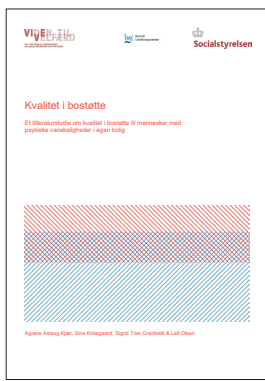 VIDEN TIL
VELFÆRD
Socialstyrelsen
Kvalitet i bostøtte
Et litteraturstudie om kvalitet i bostøtte til mennesker med
psykiske vanskeligheder i egen bolig
Agnete Aslaug Kjær, Sine Kirkegaard, Sigrid Trier Grønfeldt & Leif Olsen